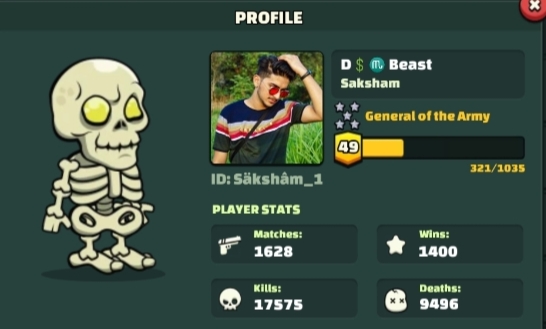 PROFILE
D $ ♏ Beast
Saksham
General of the Army
49
321/1035
ID: Säkshâm_1
PLAYER STATS
Matches:
1628
Wins:
1400
Kills:
17575
Deaths:
9496